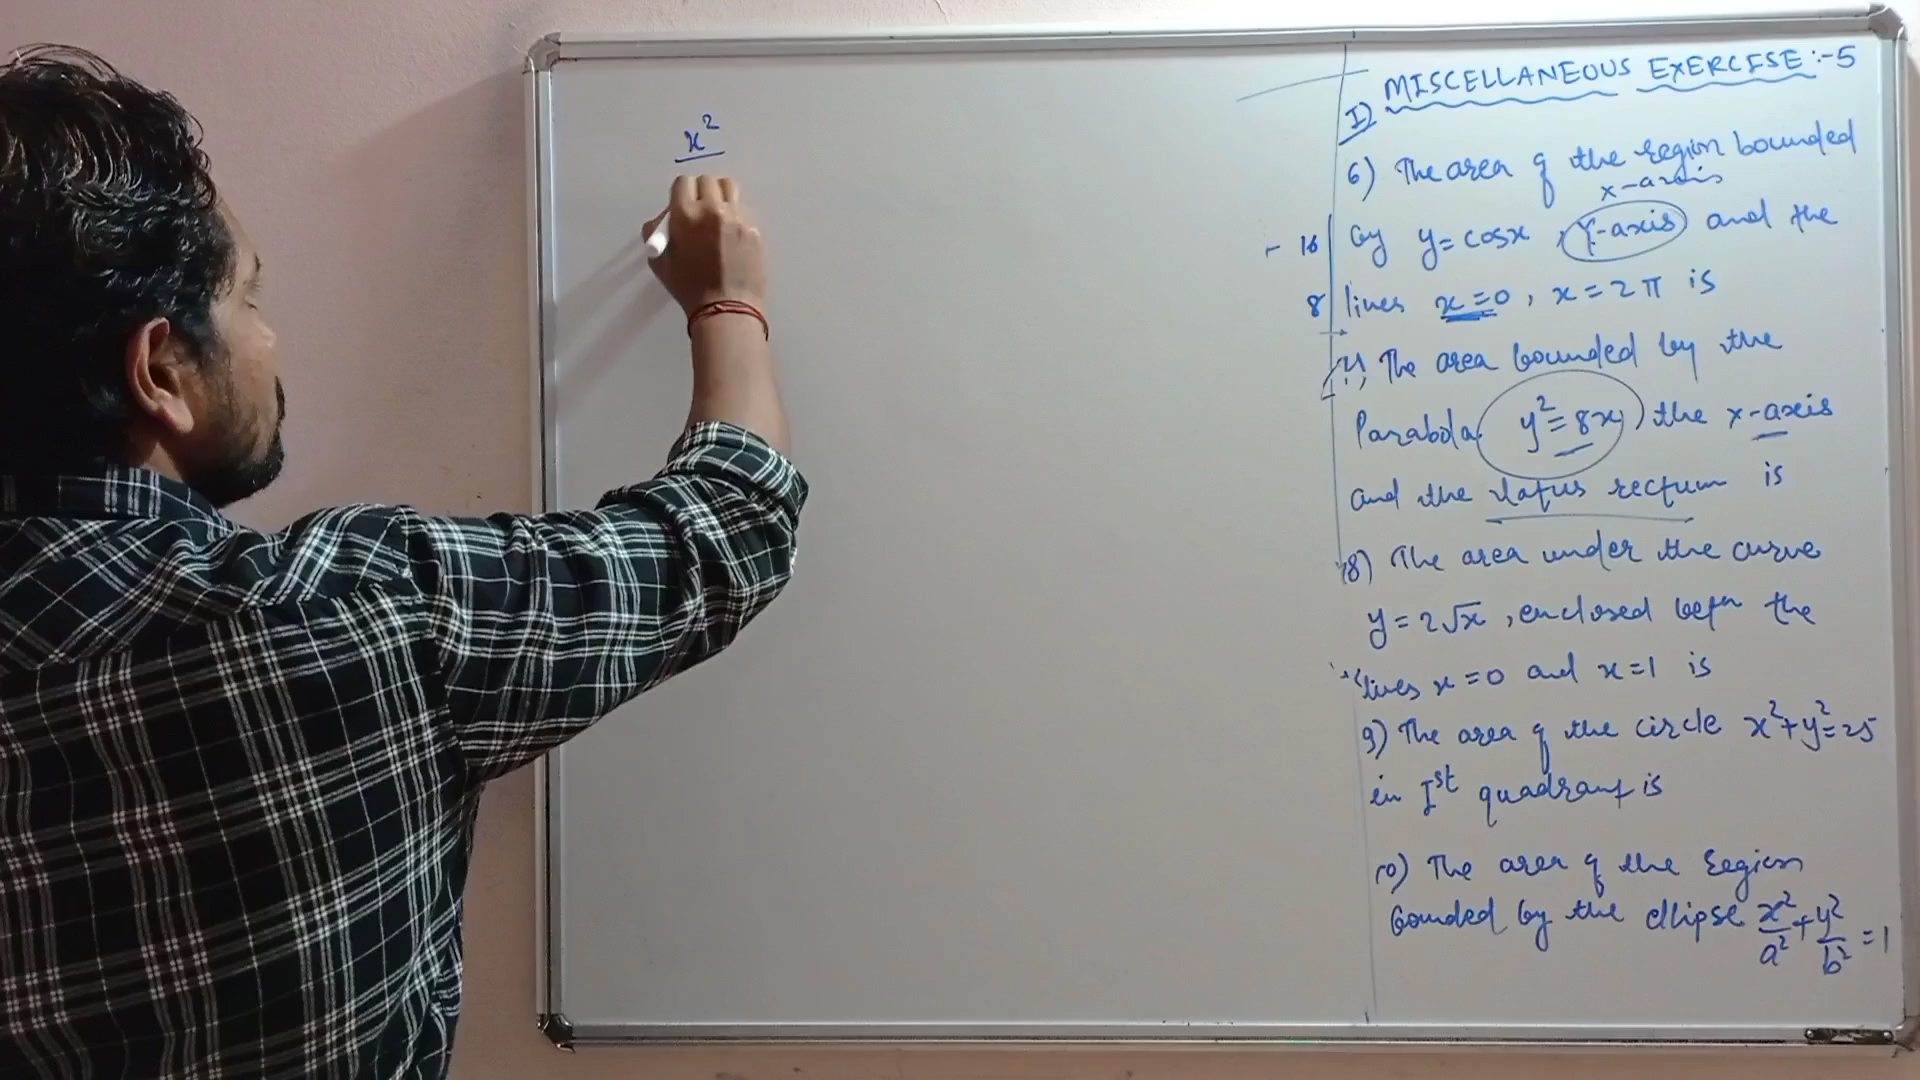 x²
MISCELLANEOUS EXERCISE :- 5
I)
6) The area of the region bounded
x-axis
by y = cosx , Y-axis and the
16
8
lines x=0 , x = 2π is
The area bounded by the
Parabola y² = 8x, the x-axis
and the latus rectum is
8) The area under the curve
y = 2√x , enclosed betn the
lines x = 0 and x = 1 is
9) The area of the circle x² + y² = 25
in Ist quadrant is
10) The area of the region
bounded by the ellipse x²/a² + y²/b² = 1